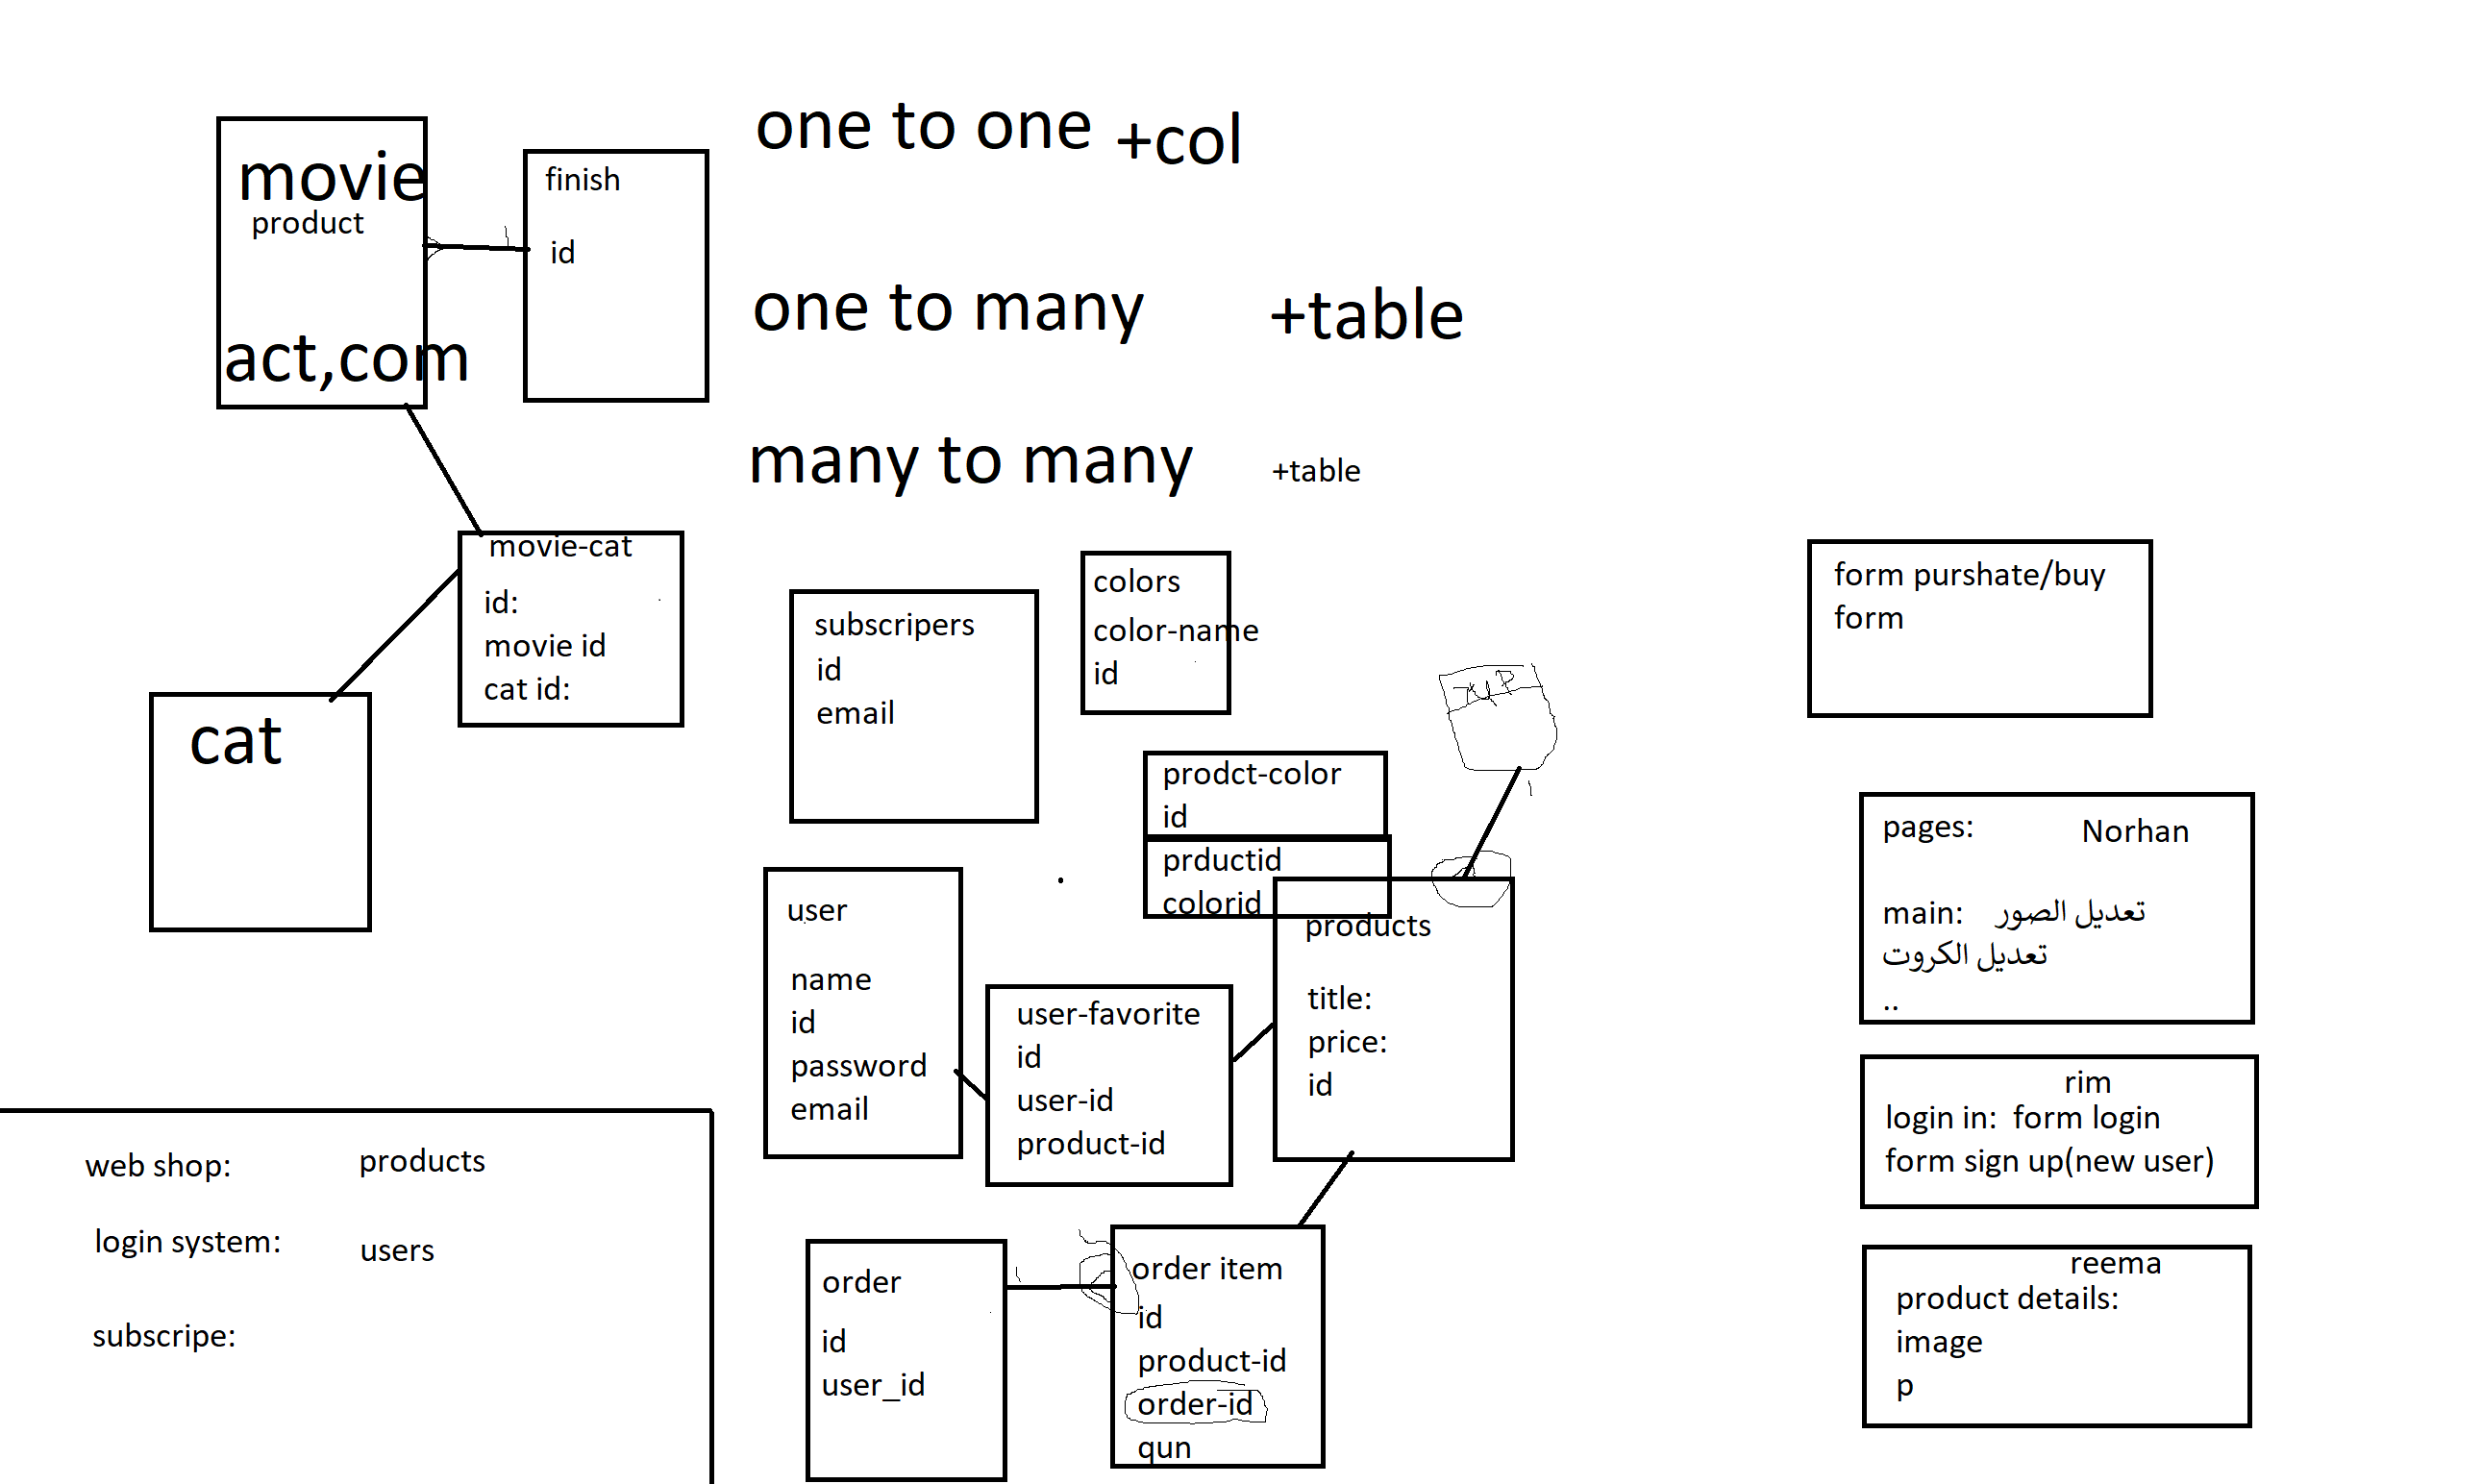 movie
product
act,com
finish
id
one to one +col
one to many +table
many to many +table
movie-cat
id:
movie id
cat id:
cat
subscripers
id
email
colors
color-name
id
prodct-color
id
prductid
colorid
user
name
id
password
email
user-favorite
id
user-id
product-id
products
title:
price:
id
order
id
user_id
order item
id
product-id
order-id
qun
web shop: products
login system: users
subscripe:
form purshate/buy
form
pages: Norhan
main: تعديل الصور
تعديل الكروت
..
rim
login in: form login
form sign up(new user)
reema
product details:
image
p